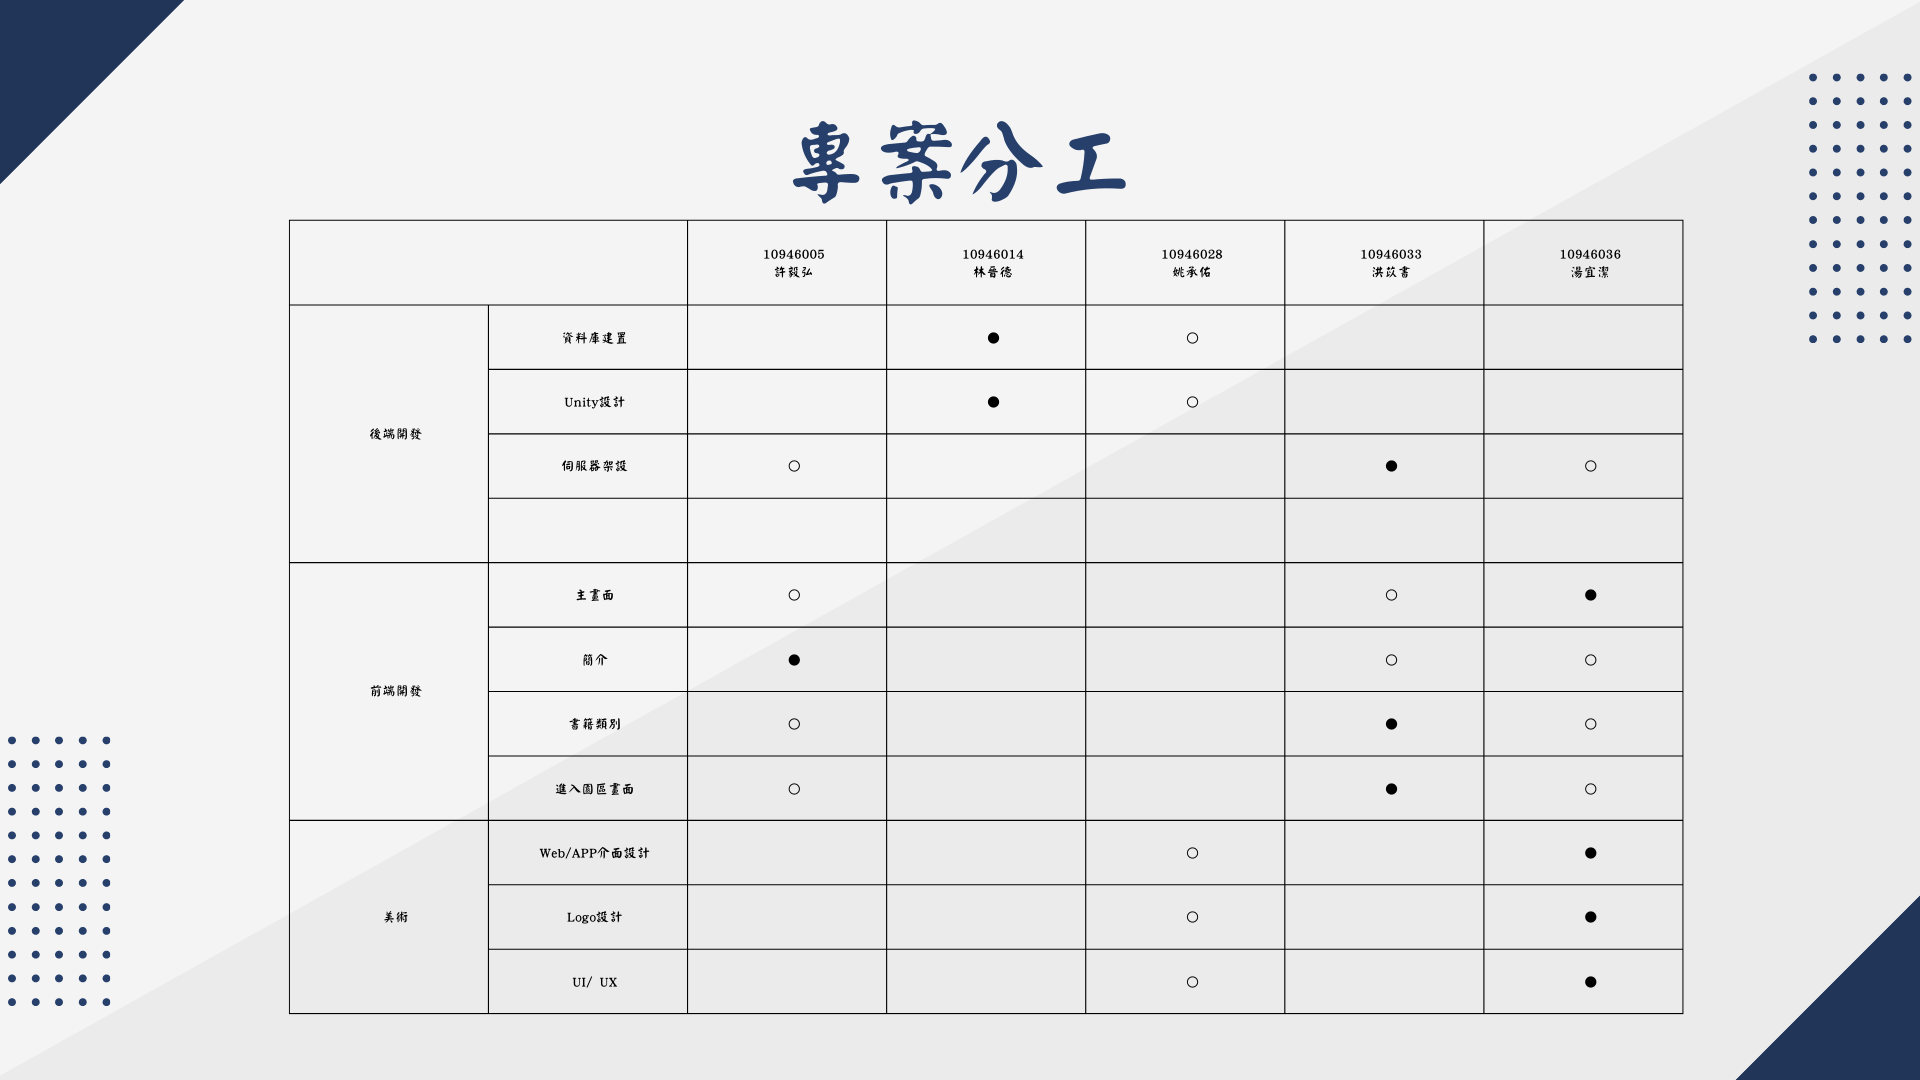 專案分工
10946005
許毅弘
10946014
林晉德
10946028
姚承佑
10946033
洪苡書
10946036
湯宜潔
後端開發
資料庫建置
●
○
Unity設計
●
○
伺服器架設
○
●
○
前端開發
主畫面
○
○
●
簡介
●
○
○
書籍類別
○
●
○
進入園區畫面
○
●
○
美術
Web/APP介面設計
○
●
Logo設計
○
●
UI/ UX
○
●